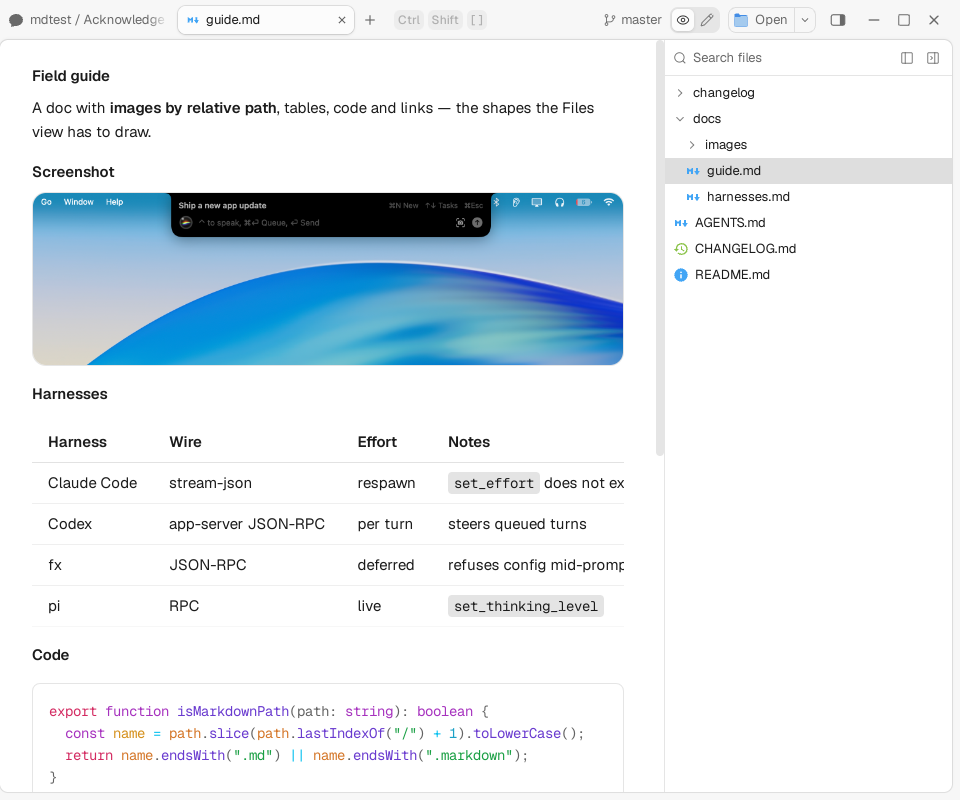 mdtest / Acknowledge
guide.md
Ctrl Shift [ ]
master
Open
Search files
changelog
docs
images
guide.md
harnesses.md
AGENTS.md
CHANGELOG.md
README.md
Field guide
A doc with images by relative path, tables, code and links — the shapes the Files
view has to draw.
Screenshot
Go Window Help
Ship a new app update
⌘N New ↑↓ Tasks ⌘Esc
^ to speak, ⌘⏎ Queue, ⏎ Send
Harnesses
Harness Wire Effort Notes
Claude Code stream-json respawn set_effort does not ex
Codex app-server JSON-RPC per turn steers queued turns
fx JSON-RPC deferred refuses config mid-promp
pi RPC live set_thinking_level
Code
export function isMarkdownPath(path: string): boolean {
const name = path.slice(path.lastIndexOf("/") + 1).toLowerCase();
return name.endsWith(".md") || name.endsWith(".markdown");
}